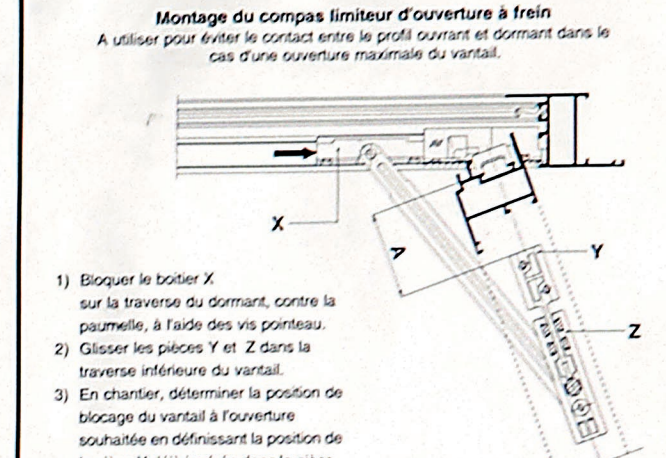 Montage du compas limiteur d'ouverture à frein
A utiliser pour éviter le contact entre le profil ouvrant et dormant dans le
cas d'une ouverture maximale du vantail.
X
A
Y
Z
1) Bloquer le boitier X
sur la traverse du dormant, contre la
paumelle, à l'aide des vis pointeau.
2) Glisser les pièces Y et Z dans la
traverse inférieure du vantail.
3) En chantier, déterminer la position de
blocage du vantail à l'ouverture
souhaitée en définissant la position de